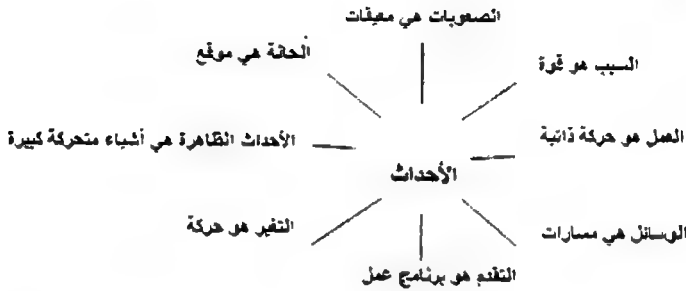 الصعوبات هي معيقات
الحالة هي موقع
السبب هو قوة
الأحداث الظاهرة هي أشياء متحركة كبيرة
العمل هو حركة ذاتية
الأحداث
التغير هو حركة
الوسائل هي مسارات
التقدم هو برنامج عمل